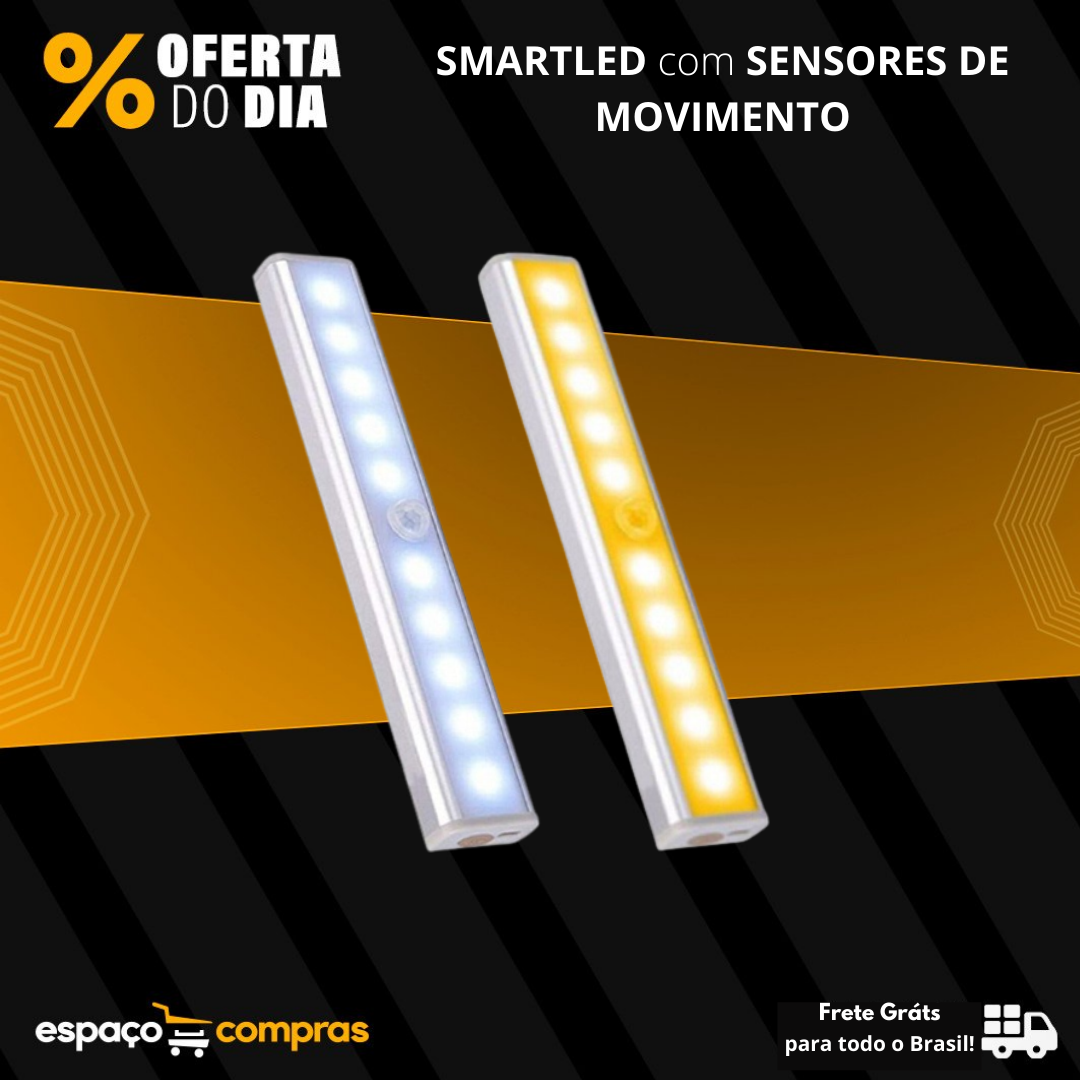 % OFERTA
DO DIA
SMARTLED com SENSORES DE
MOVIMENTO
espaço compras
Frete Gráts
para todo o Brasil!